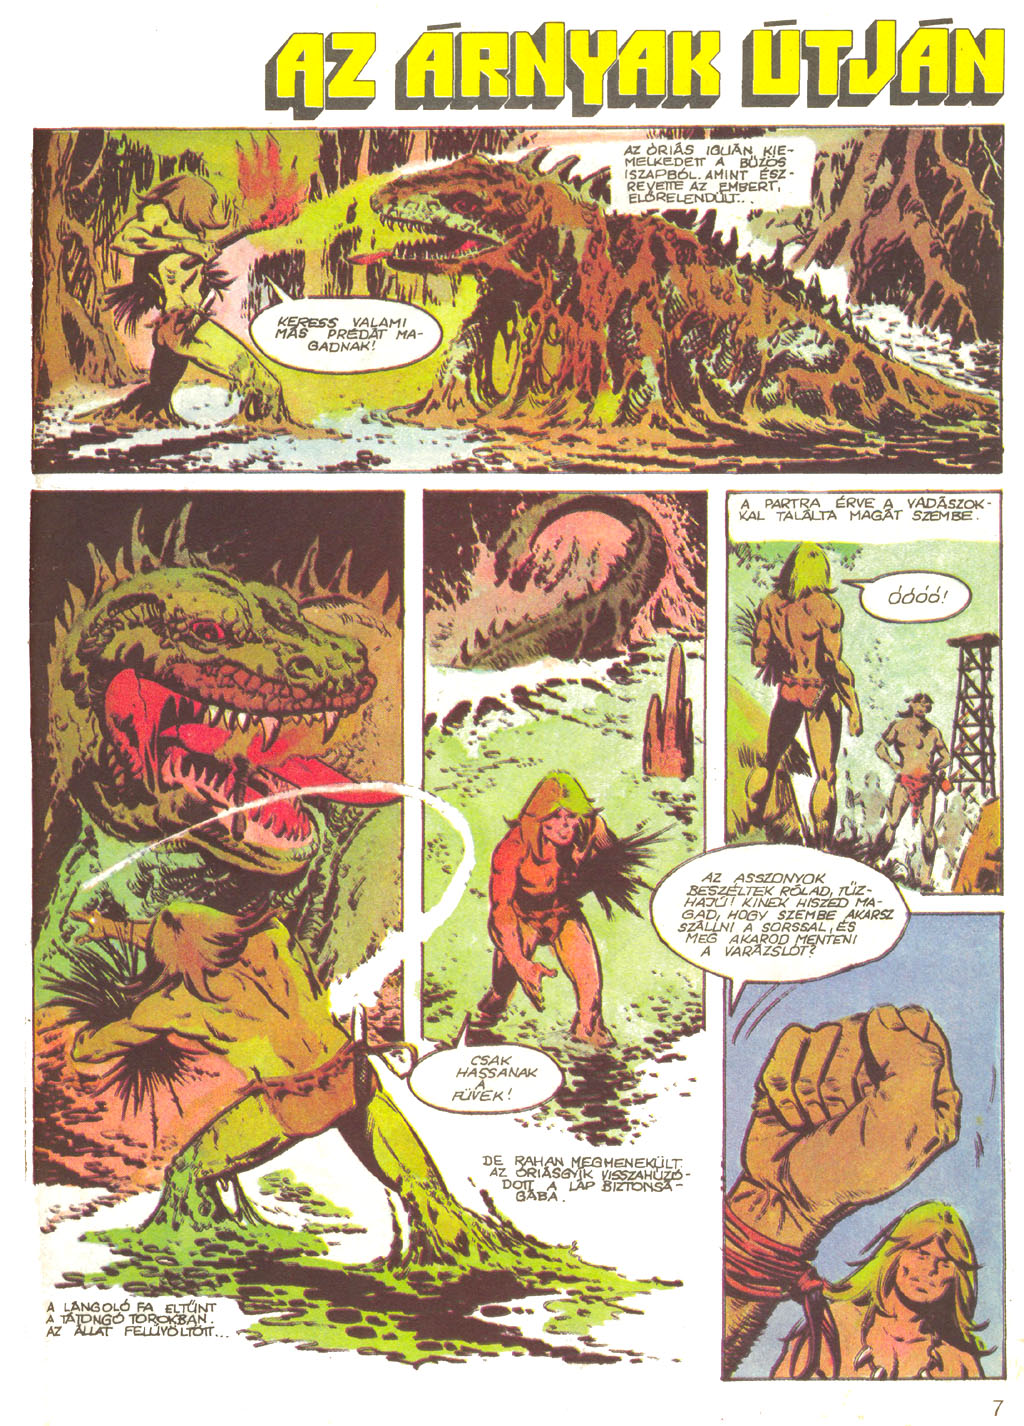 AZ ÁRNYAK ÚTJÁN
AZ ÓRIÁS IGUÁN KIE-
MELKEDETT A BŰZÖS
ISZAPBÓL. AMINT ÉSZ-
REVETTE AZ EMBERT,
ELŐRELENDÜLT...
KERESS VALAMI
MÁS PRÉDÁT MA-
GADNAK!
A LÁNGOLÓ FA ELTŰNT
A TÁTONGÓ TOROKBAN.
AZ ÁLLAT FELÜVÖLTÖTT...
CSAK
HASSANAK
A
FÜVEK!
DE RAHAN MEGMENEKÜLT.
AZ ÓRIÁSGYÍK VISSZAHÚZÓ-
DOTT A LÁP BIZTONSÁ-
GÁBA.
A PARTRA ÉRVE A VADÁSZOK-
KAL TALÁLTA MAGÁT SZEMBE.
ÓÓÓÓ!
AZ ASSZONYOK
BESZÉLTEK RÓLAD, TŰZ-
HAJÚ! KINEK HISZED MA-
GAD, HOGY SZEMBE AKARSZ
SZÁLLNI A SORSSAL, ÉS
MEG AKAROD MENTENI
A VARÁZSLÓT?
7